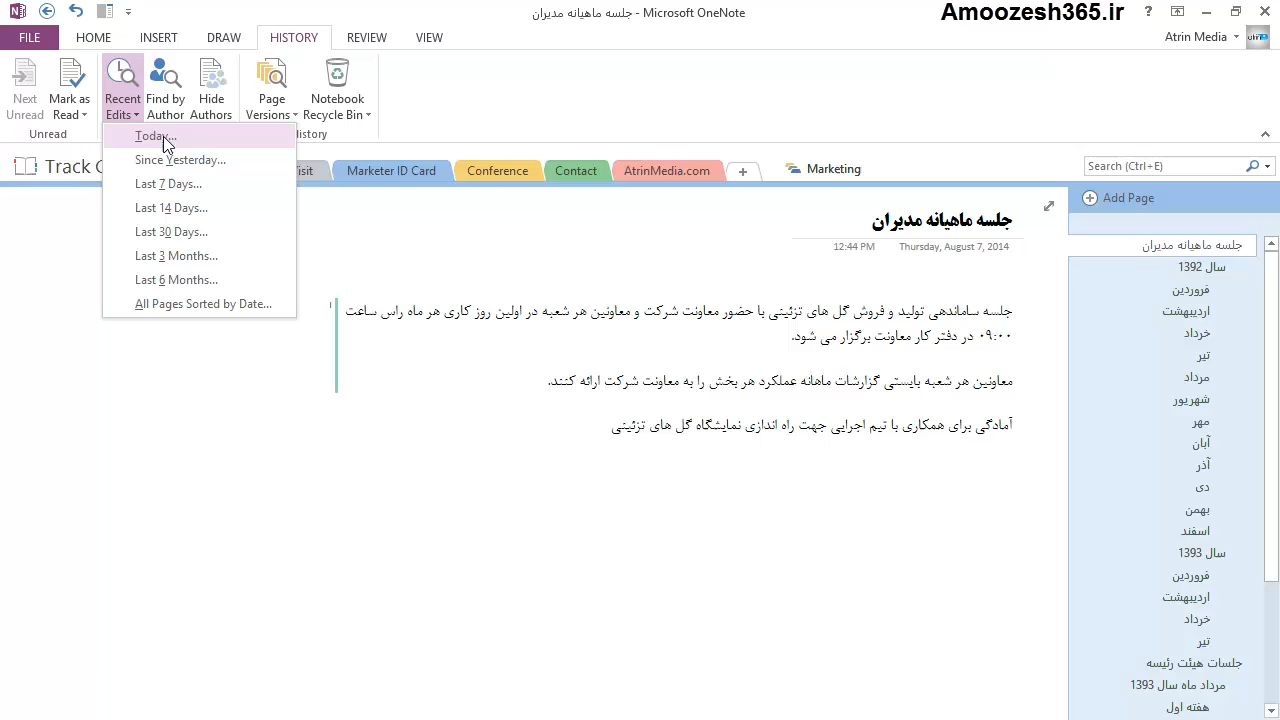 جلسه ماهیانه مدیران - Microsoft OneNote
Amoozesh365.ir
?
FILE HOME INSERT DRAW HISTORY REVIEW VIEW
Atrin Media
Next Unread
Mark as Read
Recent Edits
Find by Author
Hide Authors
Page Versions
Notebook Recycle Bin
Unread
History
Today...
Since Yesterday...
Last 7 Days...
Last 14 Days...
Last 30 Days...
Last 3 Months...
Last 6 Months...
All Pages Sorted by Date...
Track
Marketer ID Card
Conference
Contact
AtrinMedia.com
+
Marketing
Search (Ctrl+E)
Add Page
جلسه ماهیانه مدیران
12:44 PM Thursday, August 7, 2014
جلسه ساماندهی تولید و فروش گل های تزئینی با حضور معاونت شرکت و معاونین هر شعبه در اولین روز کاری هر ماه راس ساعت
۰۹:۰۰ در دفتر کار معاونت برگزار می شود.
معاونین هر شعبه بایستی گزارشات ماهانه عملکرد هر بخش را به معاونت شرکت ارائه کنند.
آمادگی برای همکاری با تیم اجرایی جهت راه اندازی نمایشگاه گل های تزئینی
جلسه ماهیانه مدیران
سال 1392
فروردین
اردیبهشت
خرداد
تیر
مرداد
شهریور
مهر
آبان
آذر
دی
بهمن
اسفند
سال 1393
فروردین
اردیبهشت
خرداد
تیر
جلسات هیئت رئیسه
مرداد ماه سال 1393
هفته اول